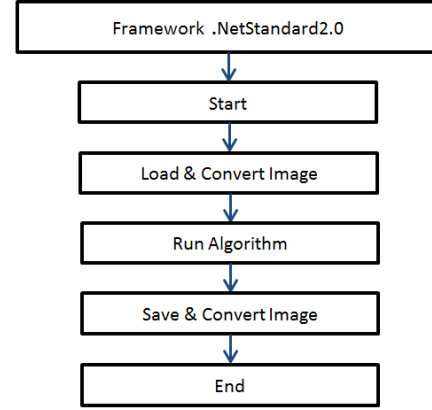 Framework .NetStandard2.0
Start
Load & Convert Image
Run Algorithm
Save & Convert Image
End